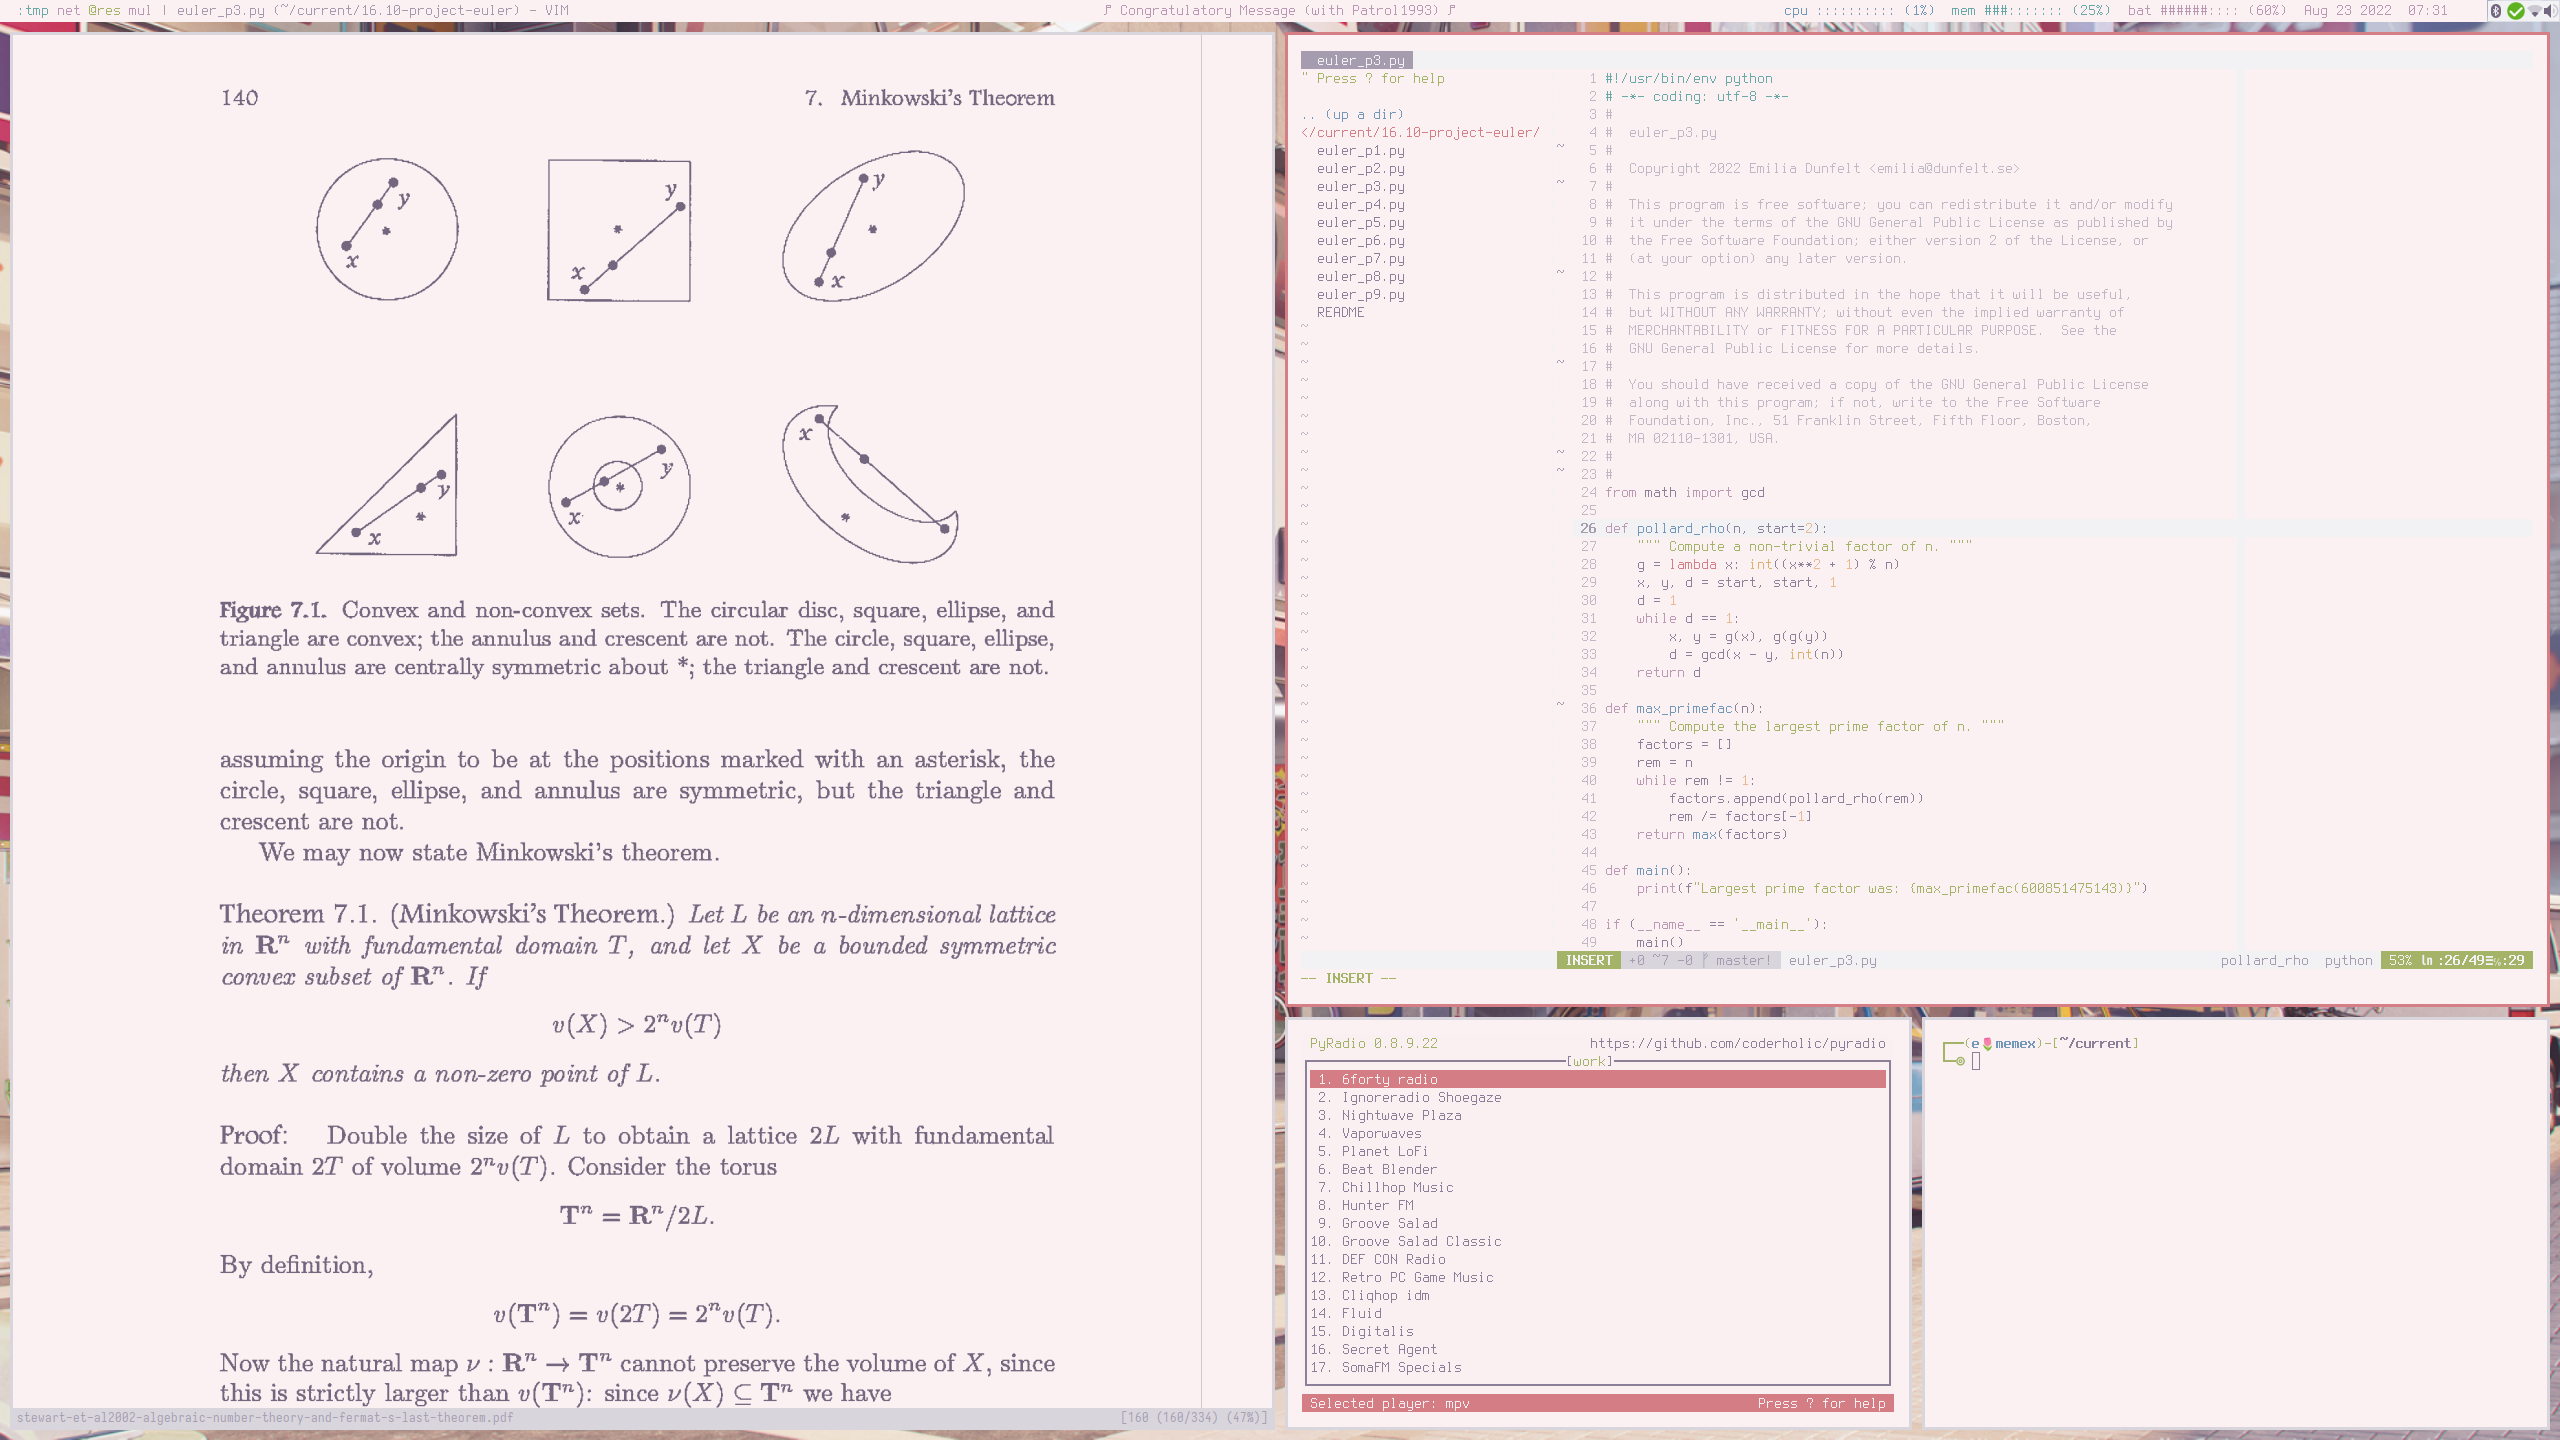 :tmp net @res mul | euler_p3.py (~/current/16.10-project-euler) - VIM
♬ Congratulatory Message (with Patrol1993) ♬
cpu :::::::::: (1%)  mem ###::::::: (25%)  bat ######:::: (60%)  Aug 23 2022  07:31
140
7. Minkowski's Theorem
y
x
y
x
y
x
y
x
y
x
x
Figure 7.1. Convex and non-convex sets. The circular disc, square, ellipse, and
triangle are convex; the annulus and crescent are not. The circle, square, ellipse,
and annulus are centrally symmetric about *; the triangle and crescent are not.
assuming the origin to be at the positions marked with an asterisk, the
circle, square, ellipse, and annulus are symmetric, but the triangle and
crescent are not.
We may now state Minkowski's theorem.
Theorem 7.1. (Minkowski's Theorem.) Let L be an n-dimensional lattice
in Rⁿ with fundamental domain T, and let X be a bounded symmetric
convex subset of Rⁿ. If
v(X) > 2ⁿv(T)
then X contains a non-zero point of L.
Proof: Double the size of L to obtain a lattice 2L with fundamental
domain 2T of volume 2ⁿv(T). Consider the torus
Tⁿ = Rⁿ/2L.
By definition,
v(Tⁿ) = v(2T) = 2ⁿv(T).
Now the natural map ν : Rⁿ → Tⁿ cannot preserve the volume of X, since
this is strictly larger than v(Tⁿ): since ν(X) ⊆ Tⁿ we have
stewart-et-al2002-algebraic-number-theory-and-fermat-s-last-theorem.pdf
[160 (160/334) (47%)]
euler_p3.py
" Press ? for help
.. (up a dir)
</current/16.10-project-euler/
euler_p1.py
euler_p2.py
euler_p3.py
euler_p4.py
euler_p5.py
euler_p6.py
euler_p7.py
euler_p8.py
euler_p9.py
README
1 #!/usr/bin/env python
2 # -*- coding: utf-8 -*-
3 #
4 #  euler_p3.py
~ 5 #
6 #  Copyright 2022 Emilia Dunfelt <emilia@dunfelt.se>
~ 7 #
8 #  This program is free software; you can redistribute it and/or modify
9 #  it under the terms of the GNU General Public License as published by
10 #  the Free Software Foundation; either version 2 of the License, or
11 #  (at your option) any later version.
~ 12 #
13 #  This program is distributed in the hope that it will be useful,
14 #  but WITHOUT ANY WARRANTY; without even the implied warranty of
15 #  MERCHANTABILITY or FITNESS FOR A PARTICULAR PURPOSE.  See the
16 #  GNU General Public License for more details.
~ 17 #
18 #  You should have received a copy of the GNU General Public License
19 #  along with this program; if not, write to the Free Software
20 #  Foundation, Inc., 51 Franklin Street, Fifth Floor, Boston,
21 #  MA 02110-1301, USA.
~ 22 #
~ 23 #
24 from math import gcd
25
26 def pollard_rho(n, start=2):
27     """ Compute a non-trivial factor of n. """
28     g = lambda x: int((x**2 + 1) % n)
29     x, y, d = start, start, 1
30     d = 1
31     while d == 1:
32         x, y = g(x), g(g(y))
33         d = gcd(x - y, int(n))
34     return d
35
~ 36 def max_primefac(n):
37     """ Compute the largest prime factor of n. """
38     factors = []
39     rem = n
40     while rem != 1:
41         factors.append(pollard_rho(rem))
42         rem /= factors[-1]
43     return max(factors)
44
45 def main():
46     print(f"Largest prime factor was: {max_primefac(600851475143)}")
47
48 if (__name__ == '__main__'):
49     main()
INSERT  +0 ~7 -0  master!  euler_p3.py
pollard_rho  python  53% ln :26/49≡%:29
-- INSERT --
PyRadio 0.8.9.22
https://github.com/coderholic/pyradio
[work]
1. 6forty radio
2. Ignoreradio Shoegaze
3. Nightwave Plaza
4. Vaporwaves
5. Planet LoFi
6. Beat Blender
7. Chillhop Music
8. Hunter FM
9. Groove Salad
10. Groove Salad Classic
11. DEF CON Radio
12. Retro PC Game Music
13. Cliqhop idm
14. Fluid
15. Digitalis
16. Secret Agent
17. SomaFM Specials
Selected player: mpv
Press ? for help
(e🌷memex)-[~/current]